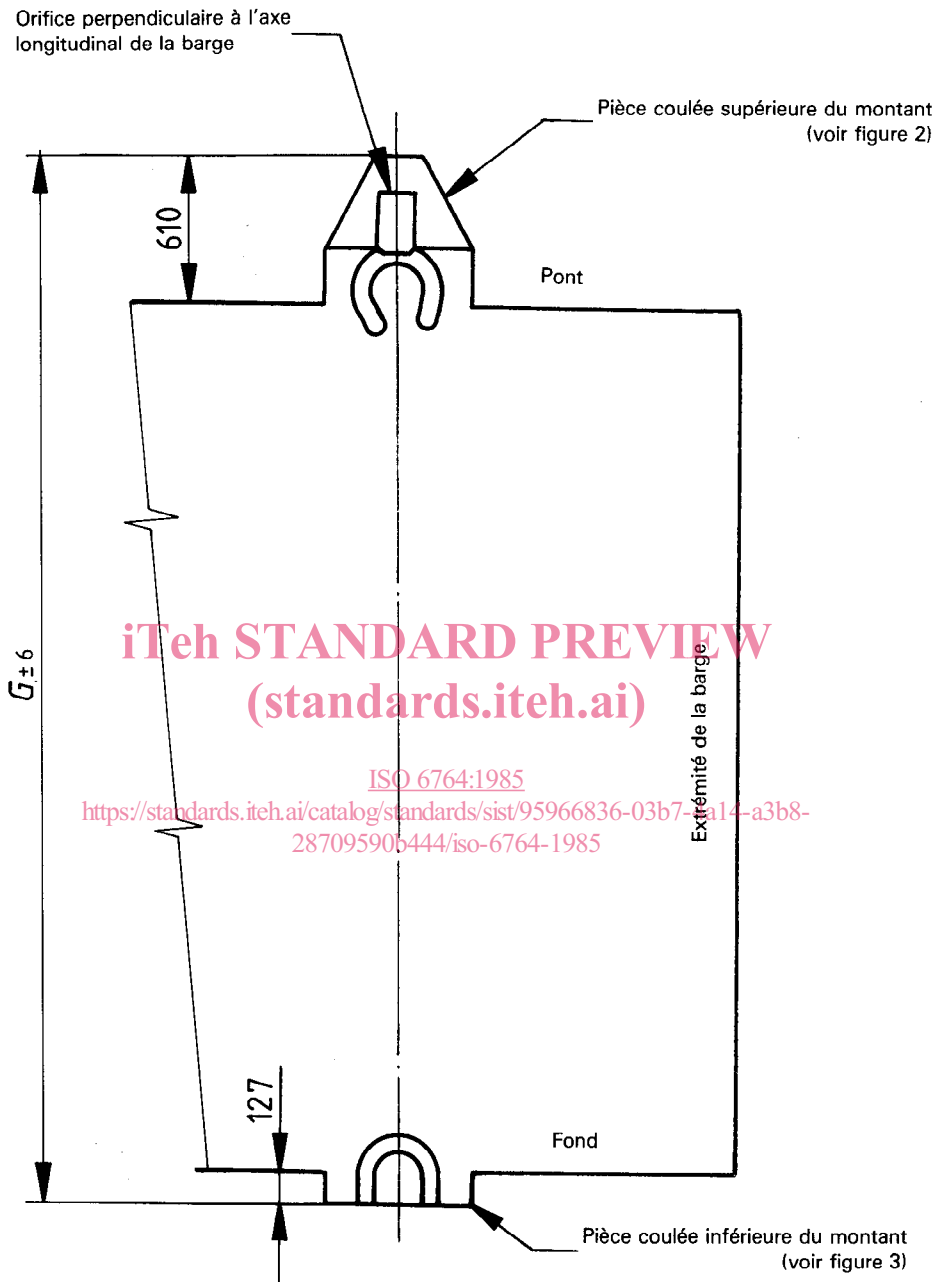 Orifice perpendiculaire à l'axe
longitudinal de la barge
Pièce coulée supérieure du montant
(voir figure 2)
610
Pont
G ± 6
iTeh STANDARD PREVIEW
(standards.iteh.ai)
Extrémité de la barge
ISO 6764:1985
https://standards.iteh.ai/catalog/standards/sist/95966836-03b7-4a14-a3b8-
28709590b444/iso-6764-1985
127
Fond
Pièce coulée inférieure du montant
(voir figure 3)